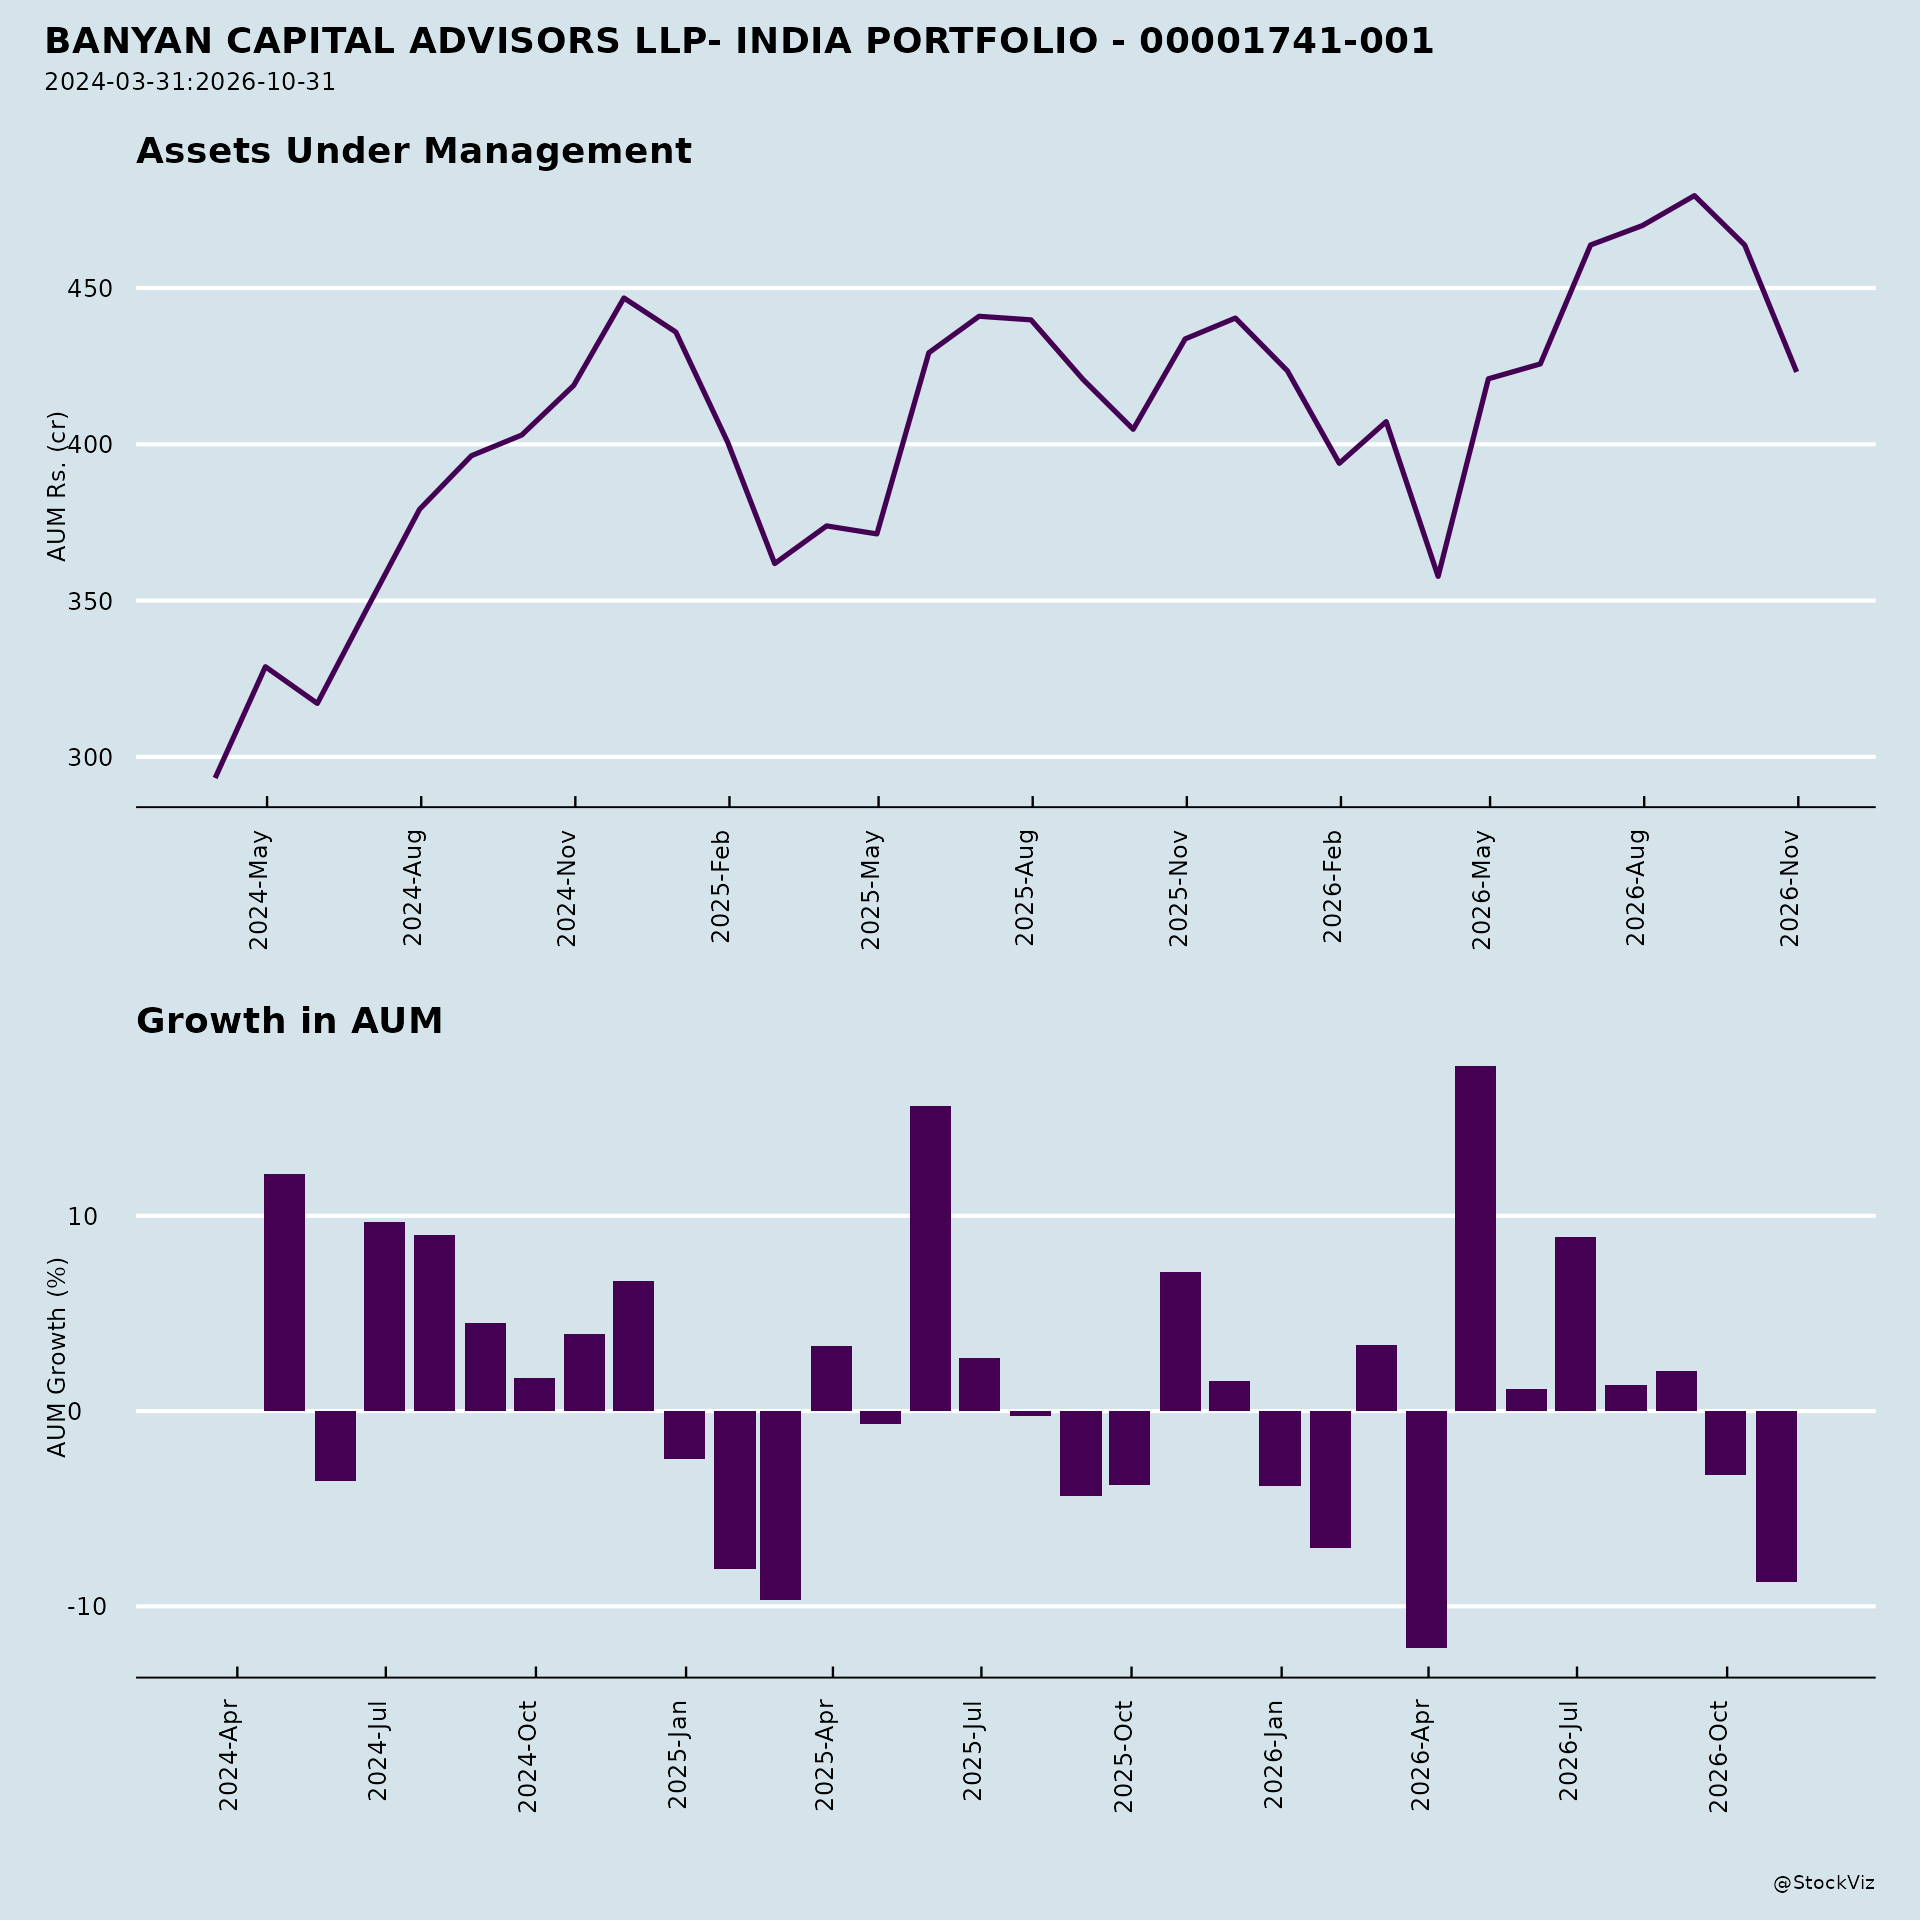 BANYAN CAPITAL ADVISORS LLP- INDIA PORTFOLIO - 00001741-001
2024-03-31:2026-10-31
Assets Under Management
AUM Rs. (cr)
450
400
350
300
2024-May
2024-Aug
2024-Nov
2025-Feb
2025-May
2025-Aug
2025-Nov
2026-Feb
2026-May
2026-Aug
2026-Nov
Growth in AUM
AUM Growth (%)
10
0
-10
2024-Apr
2024-Jul
2024-Oct
2025-Jan
2025-Apr
2025-Jul
2025-Oct
2026-Jan
2026-Apr
2026-Jul
2026-Oct
@StockViz